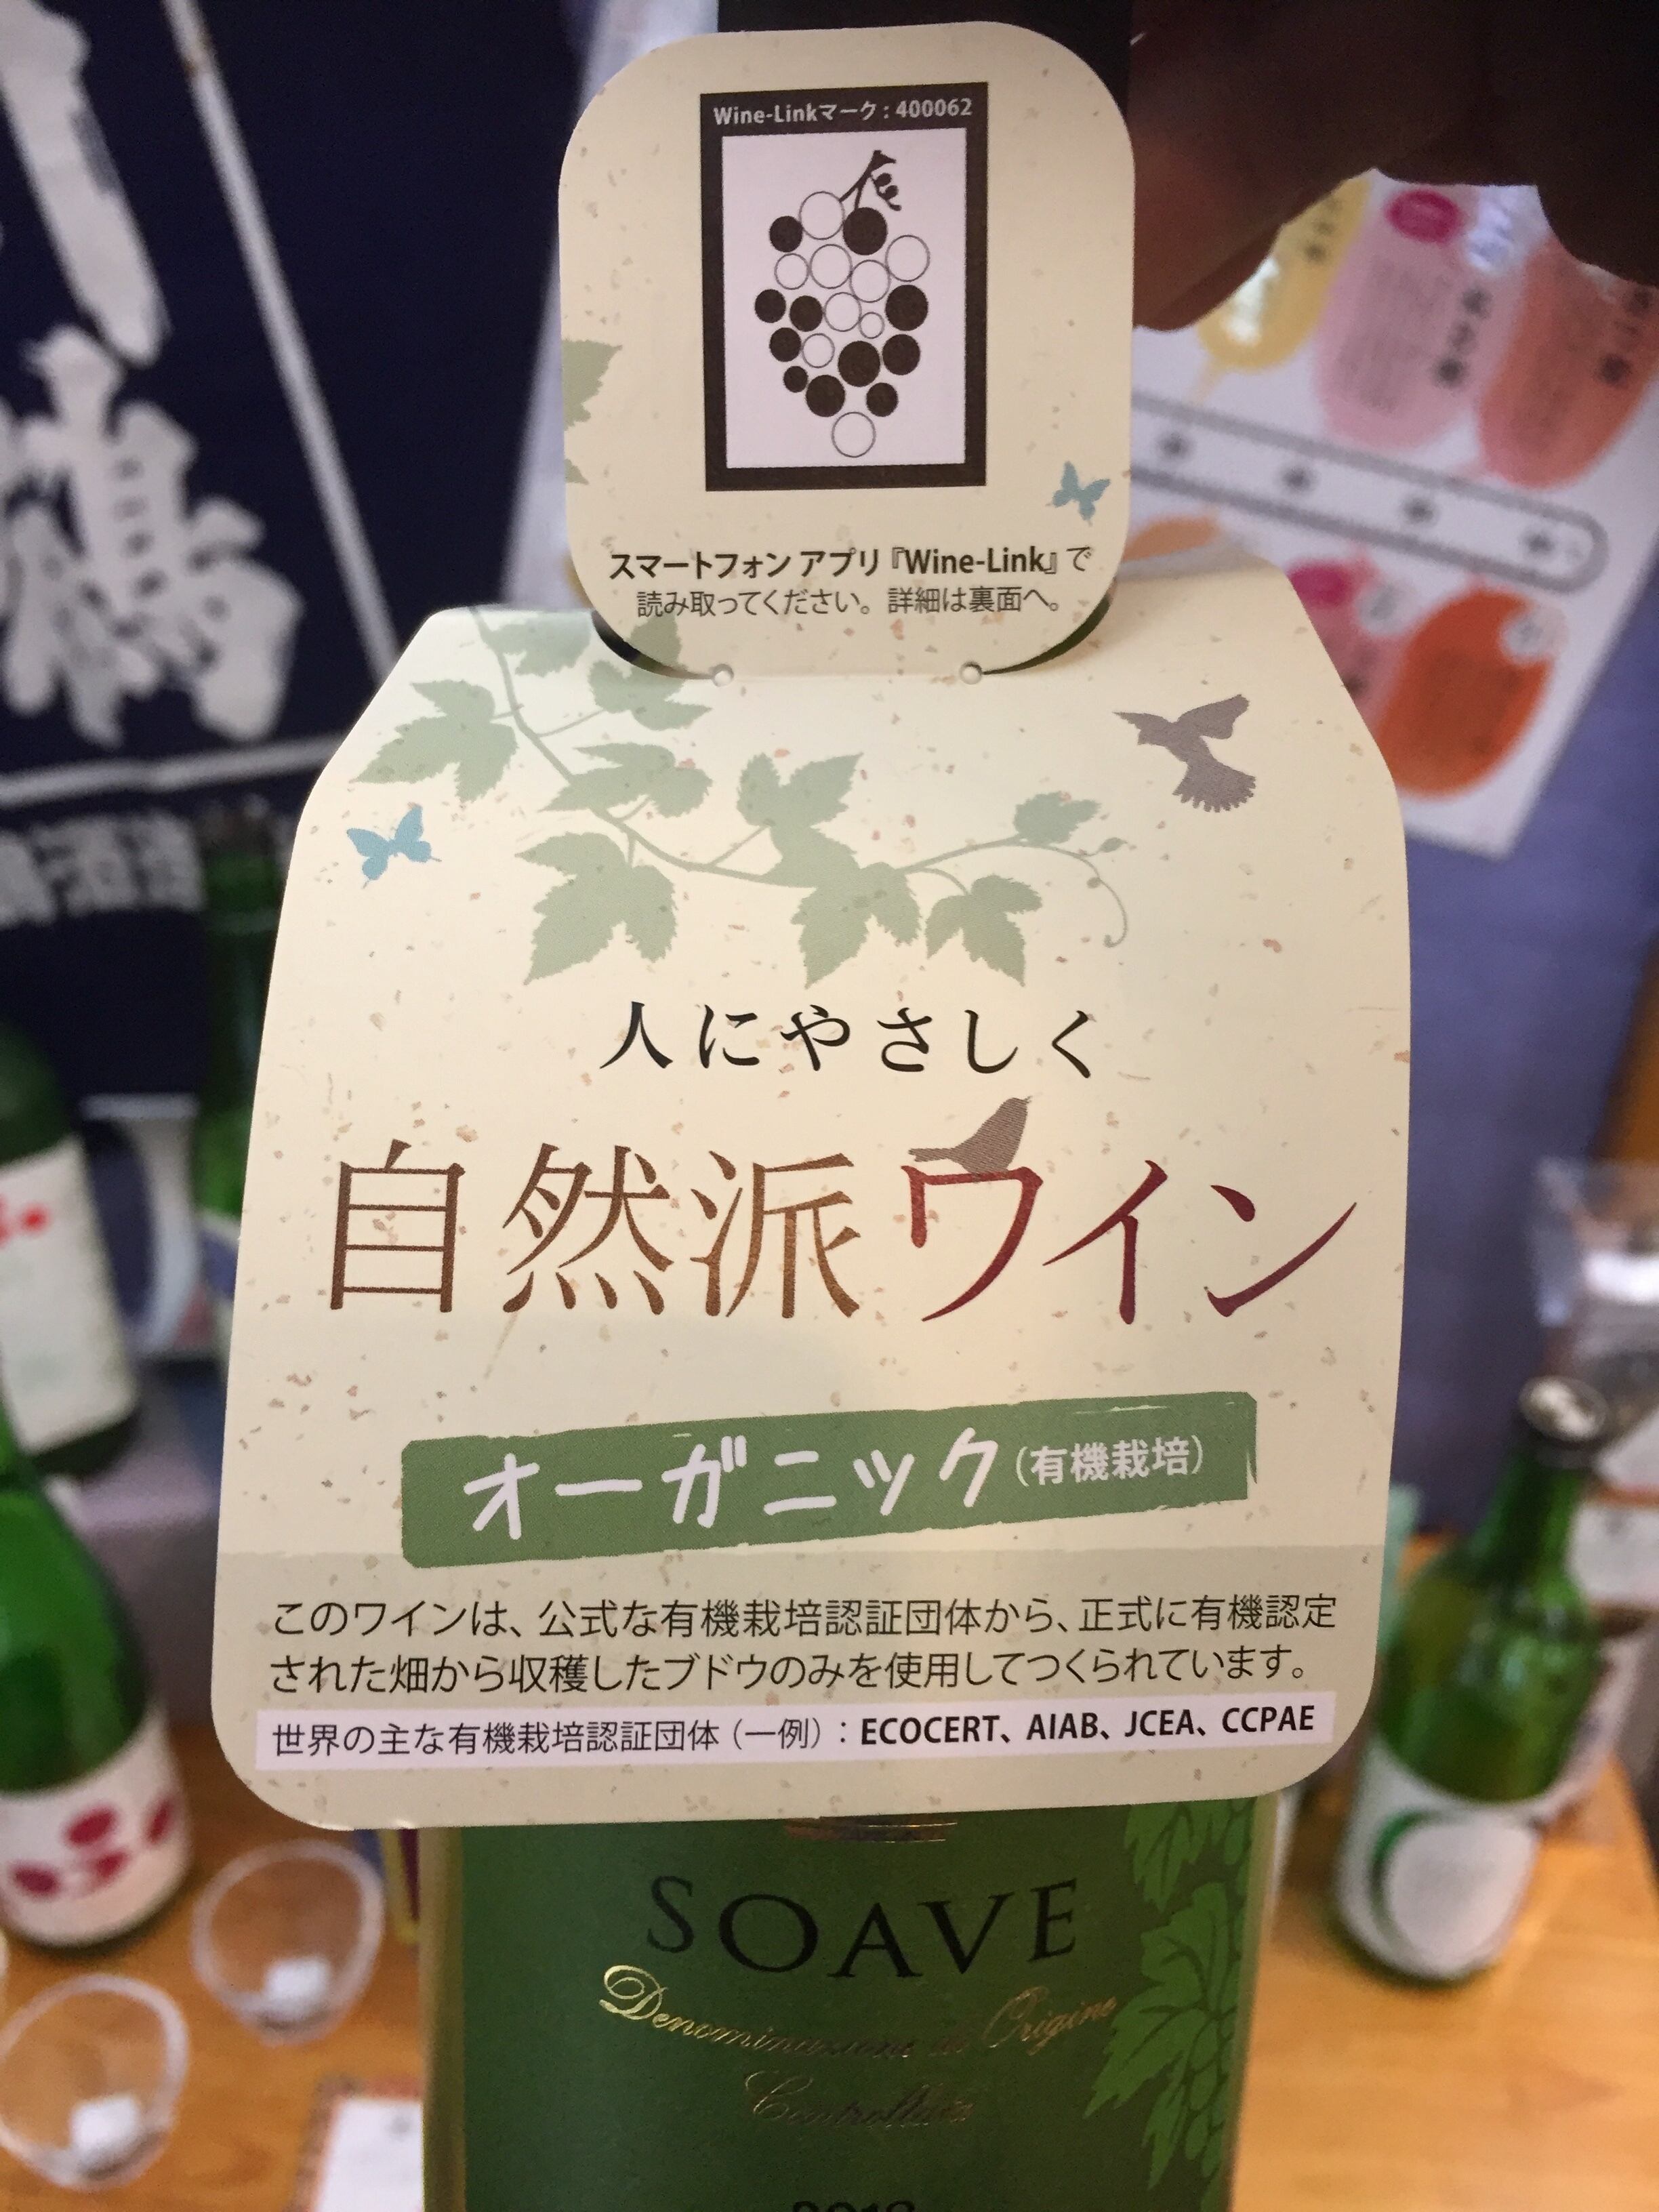 Wine-Linkマーク：400062
スマートフォン アプリ『Wine-Link』で
読み取ってください。詳細は裏面へ。
人にやさしく
自然派ワイン
オーガニック（有機栽培）
このワインは、公式な有機栽培認証団体から、正式に有機認定
された畑から収穫したブドウのみを使用してつくられています。
世界の主な有機栽培認証団体（一例）：ECOCERT、AIAB、JCEA、CCPAE
SOAVE
Denominazione di Origine
Controllata